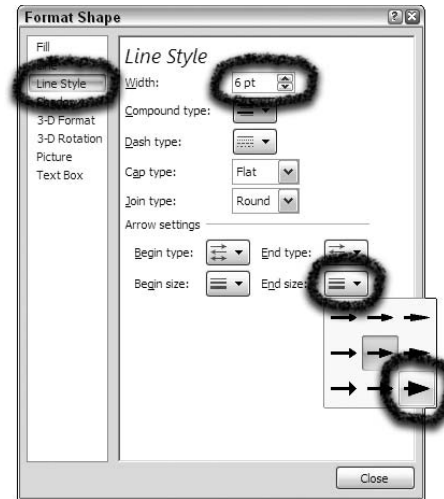 Format Shape
Fill
Line Style
Shadow
3-D Format
3-D Rotation
Picture
Text Box
Line Style
Width: 6 pt
Compound type:
Dash type:
Cap type: Flat
Join type: Round
Arrow settings
Begin type: End type:
Begin size: End size:
Close